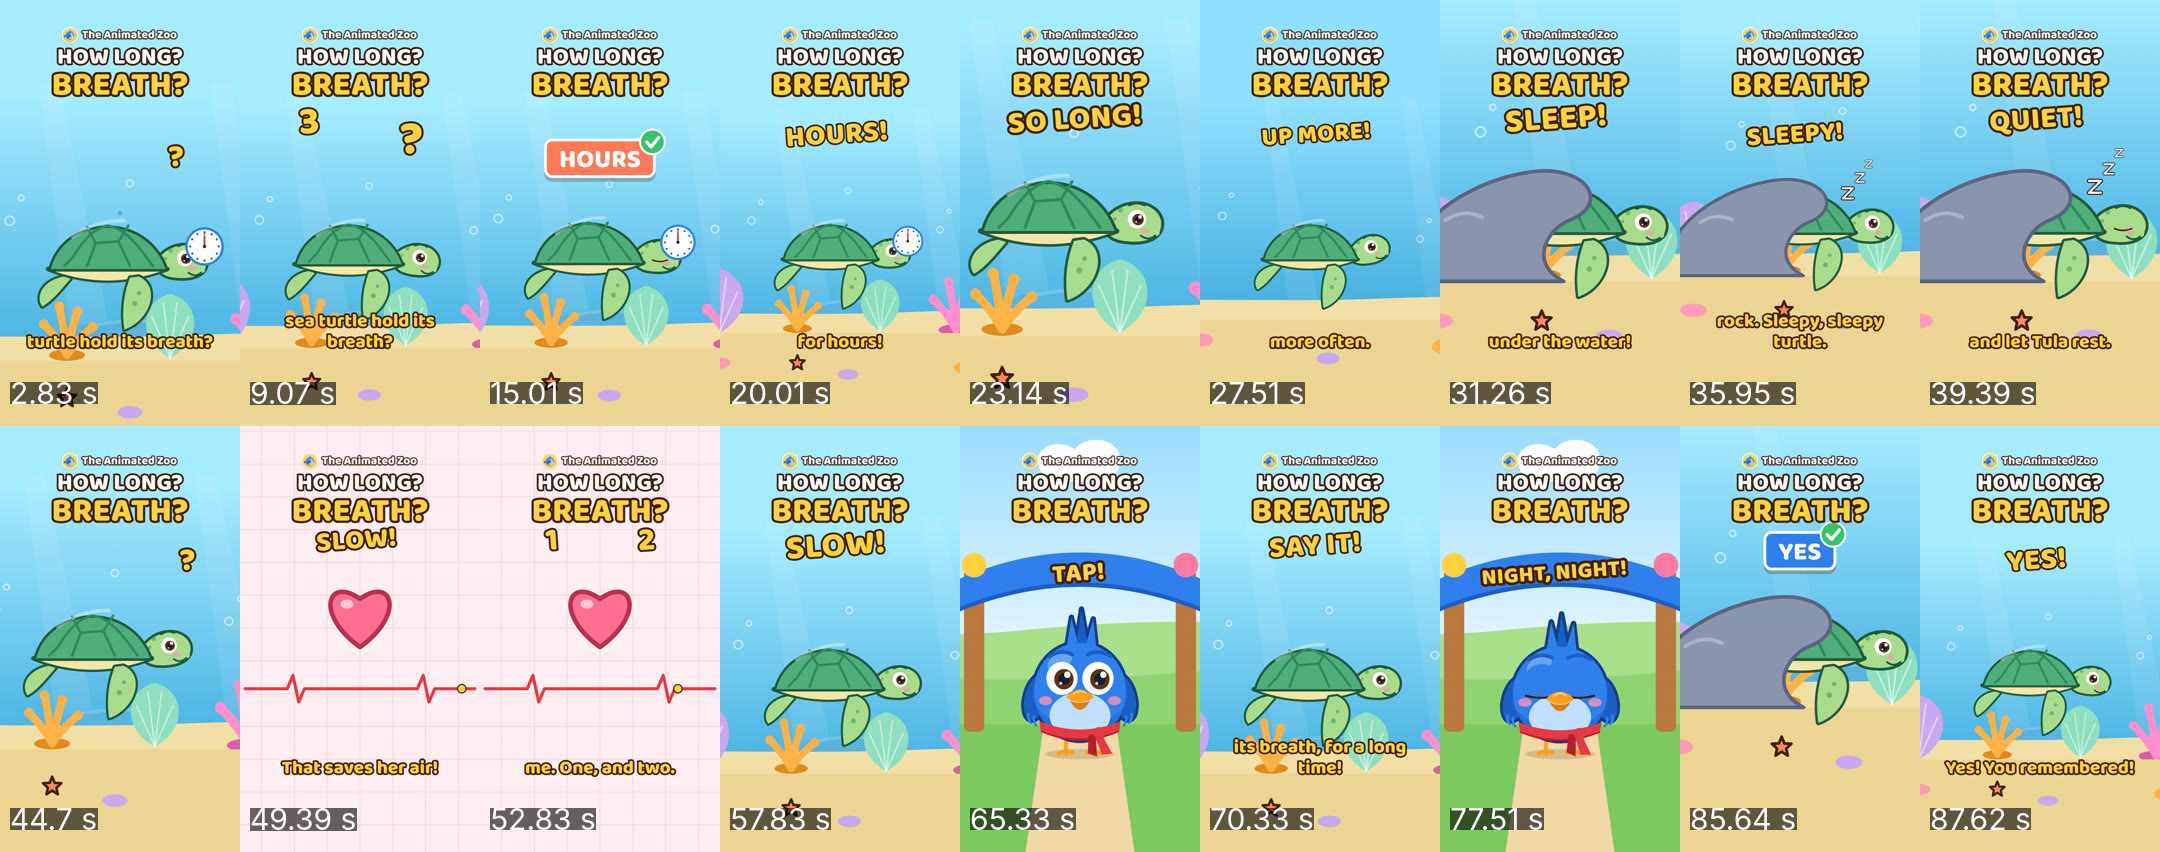 The Animated Zoo
HOW LONG?
BREATH?
?
turtle hold its breath?
2.83 s
The Animated Zoo
HOW LONG?
BREATH?
3
?
sea turtle hold its
breath?
9.07 s
The Animated Zoo
HOW LONG?
BREATH?
HOURS
15.01 s
The Animated Zoo
HOW LONG?
BREATH?
HOURS!
for hours!
20.01 s
The Animated Zoo
HOW LONG?
BREATH?
SO LONG!
23.14 s
The Animated Zoo
HOW LONG?
BREATH?
UP MORE!
more often.
27.51 s
The Animated Zoo
HOW LONG?
BREATH?
SLEEP!
under the water!
31.26 s
The Animated Zoo
HOW LONG?
BREATH?
SLEEPY!
z
z
z
rock. Sleepy, sleepy
turtle.
35.95 s
The Animated Zoo
HOW LONG?
BREATH?
QUIET!
z
z
z
and let Tula rest.
39.39 s
The Animated Zoo
HOW LONG?
BREATH?
?
44.7 s
The Animated Zoo
HOW LONG?
BREATH?
SLOW!
That saves her air!
49.39 s
The Animated Zoo
HOW LONG?
BREATH?
1 2
me. One, and two.
52.83 s
The Animated Zoo
HOW LONG?
BREATH?
SLOW!
57.83 s
The Animated Zoo
HOW LONG?
BREATH?
TAP!
65.33 s
The Animated Zoo
HOW LONG?
BREATH?
SAY IT!
its breath, for a long
time!
70.33 s
The Animated Zoo
HOW LONG?
BREATH?
NIGHT, NIGHT!
77.51 s
The Animated Zoo
HOW LONG?
BREATH?
YES
85.64 s
The Animated Zoo
HOW LONG?
BREATH?
YES!
Yes! You remembered!
87.62 s